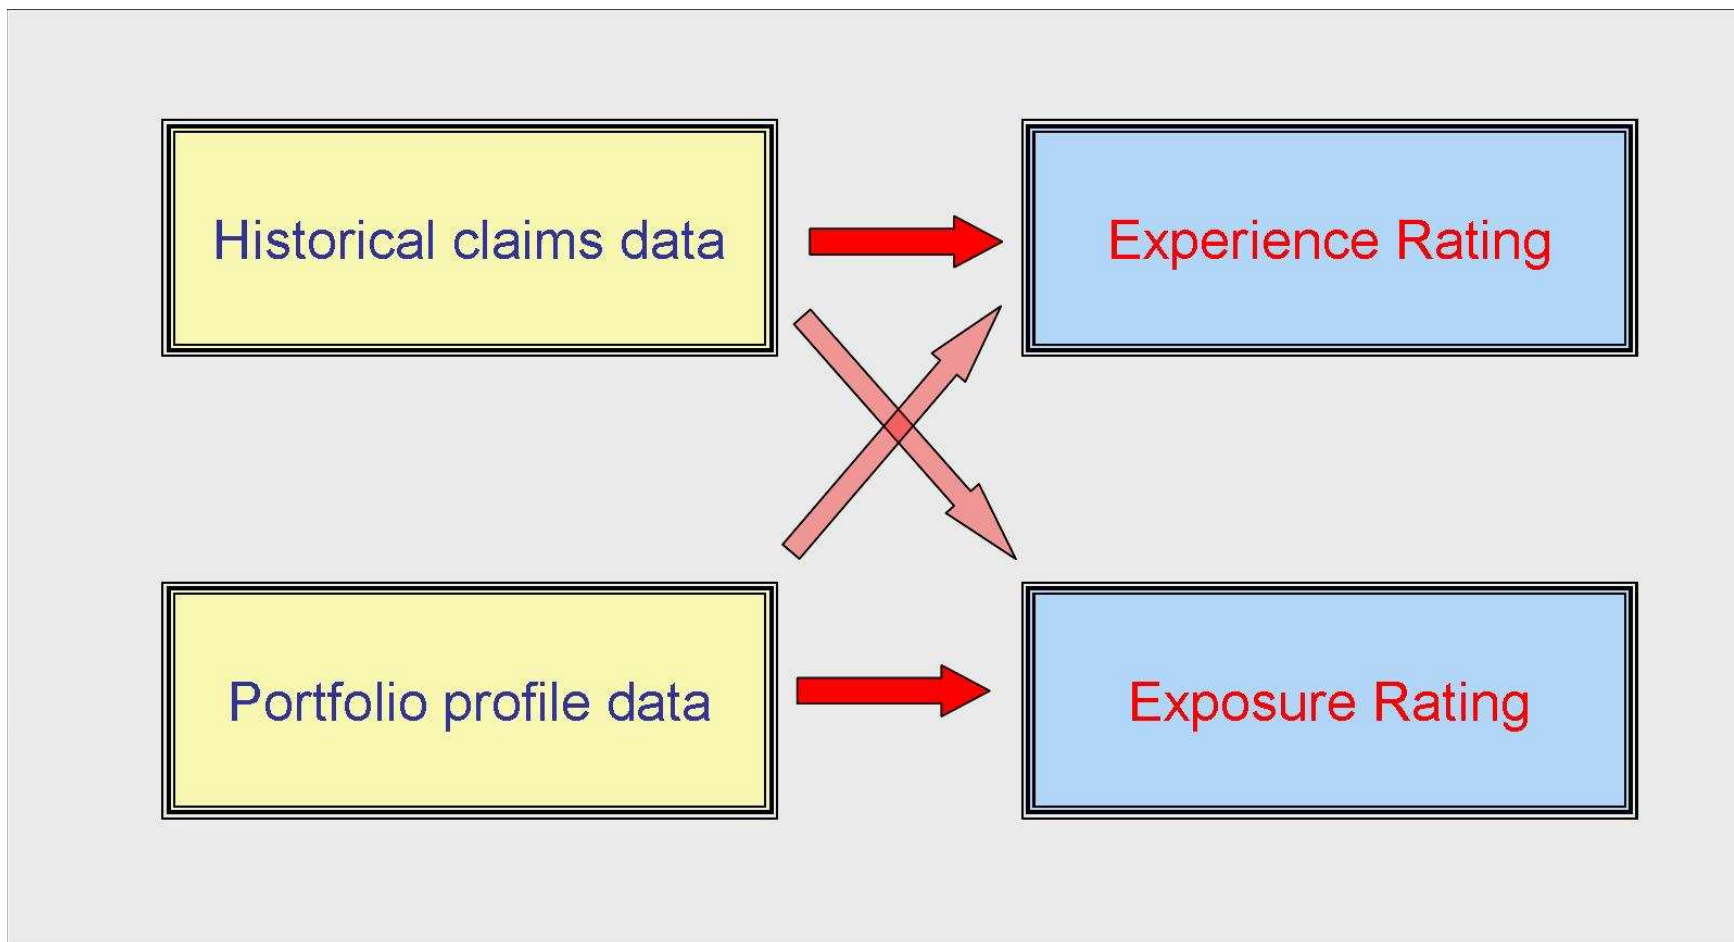 Historical claims data
Experience Rating
Portfolio profile data
Exposure Rating